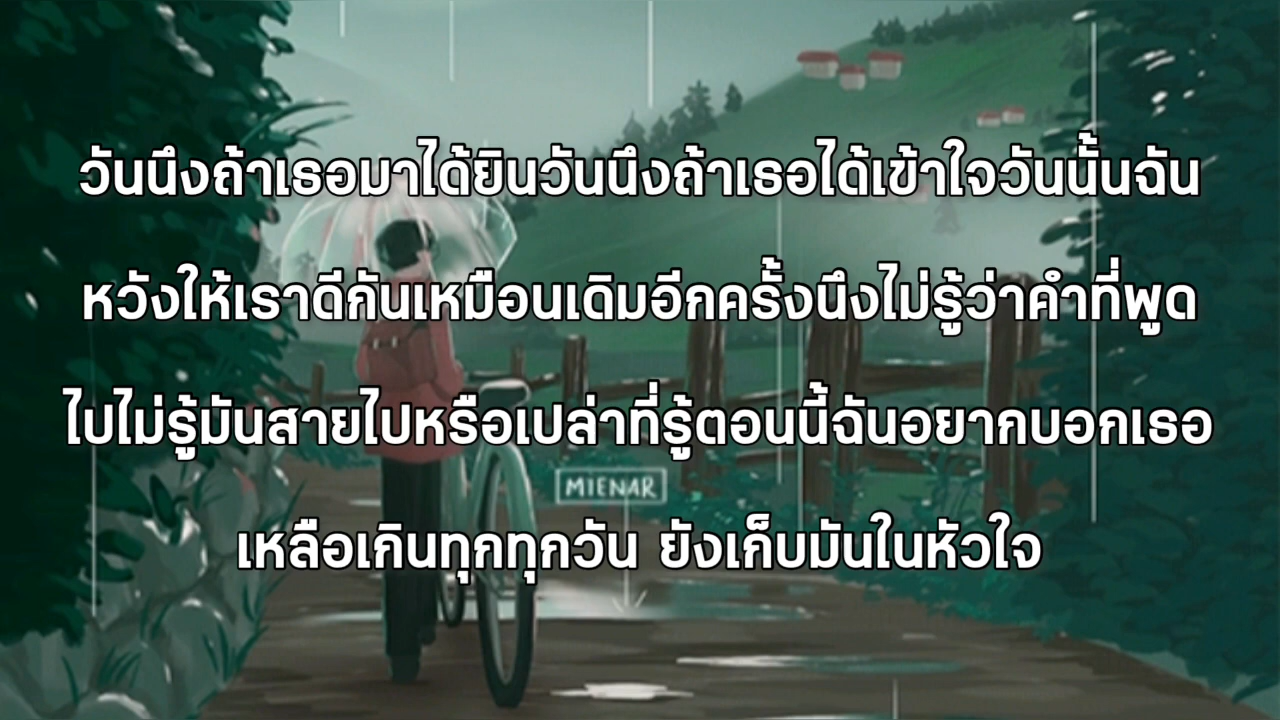 วันนึงถ้าเธอมาได้ยินวันนึงถ้าเธอได้เข้าใจวันนั้นฉัน
หวังให้เราดีกันเหมือนเดิมอีกครั้งนึงไม่รู้ว่าคำที่พูด
ไปไม่รู้มันสายไปหรือเปล่าที่รู้ตอนนี้ฉันอยากบอกเธอ
MIENAR
เหลือเกินทุกทุกวัน ยังเก็บมันในหัวใจ